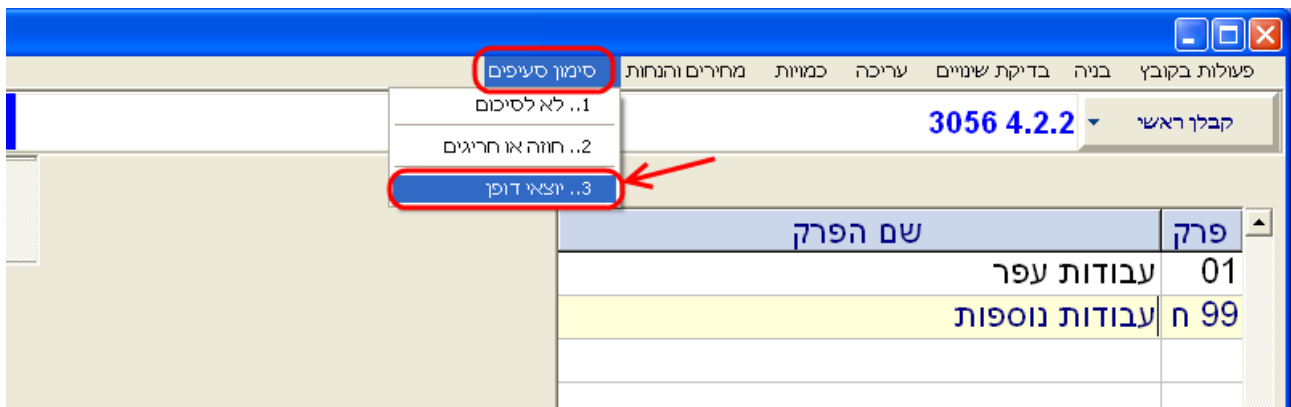 פעולות בקובץ בניה בדיקת שינויים עריכה כמויות מחירים והנחות סימון סעיפים
קבלן ראשי 3056 4.2.2
1.. לא לסיכום
2.. חוזה או חריגים
3.. יוצאי דופן
פרק שם הפרק
01 עבודות עפר
99 ח עבודות נוספות